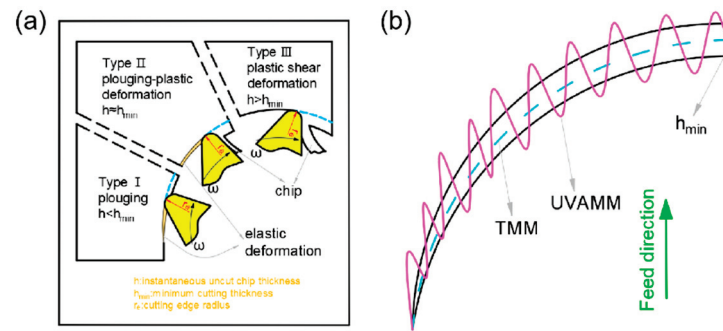 (a)
Type Ⅱ
plouging-plastic
deformation
h≈hmin
Type Ⅲ
plastic shear
deformation
h>hmin
Type Ⅰ
plouging
h<hmin
ω
ω
ω
chip
elastic
deformation
h:instantaneous uncut chip thickness
hmin:minimum cutting thickness
re:cutting edge radius
(b)
hmin
UVAMM
TMM
Feed direction